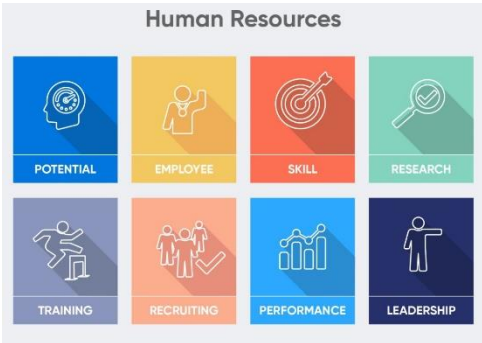 Human Resources
POTENTIAL
EMPLOYEE
SKILL
RESEARCH
TRAINING
RECRUITING
PERFORMANCE
LEADERSHIP